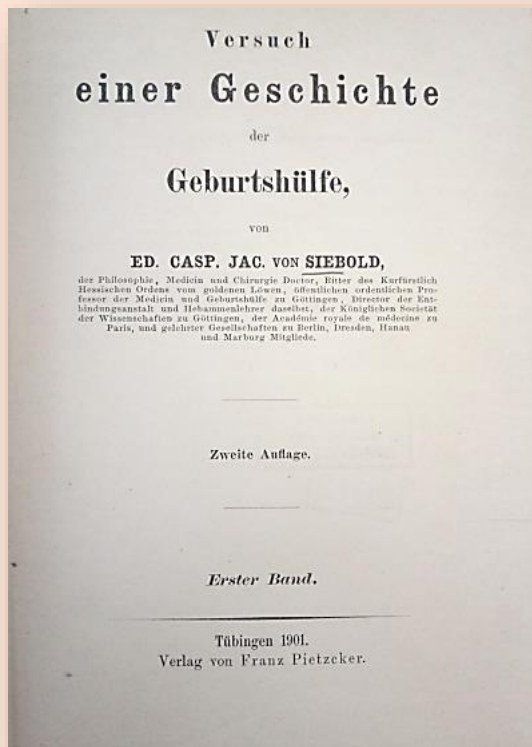 Versuch
einer Geschichte
der
Geburtshülfe,
von
ED. CASP. JAC. VON SIEBOLD,
der Philosophie, Medicin und Chirurgie Doctor, Ritter des Kurfürstlich
Hessischen Ordens vom goldenen Löwen, öffentlichen ordentlichen Pro-
fessor der Medicin und Geburtshülfe zu Göttingen, Director der Ent-
bindungsanstalt und Hebammenlehrer daselbst, der Königlichen Societät
der Wissenschaften zu Göttingen, der Académie royale de médecine zu
Paris, und gelehrter Gesellschaften zu Berlin, Dresden, Hanau
und Marburg Mitgliede.
Zweite Auflage.
Erster Band.
Tübingen 1901.
Verlag von Franz Pietzcker.